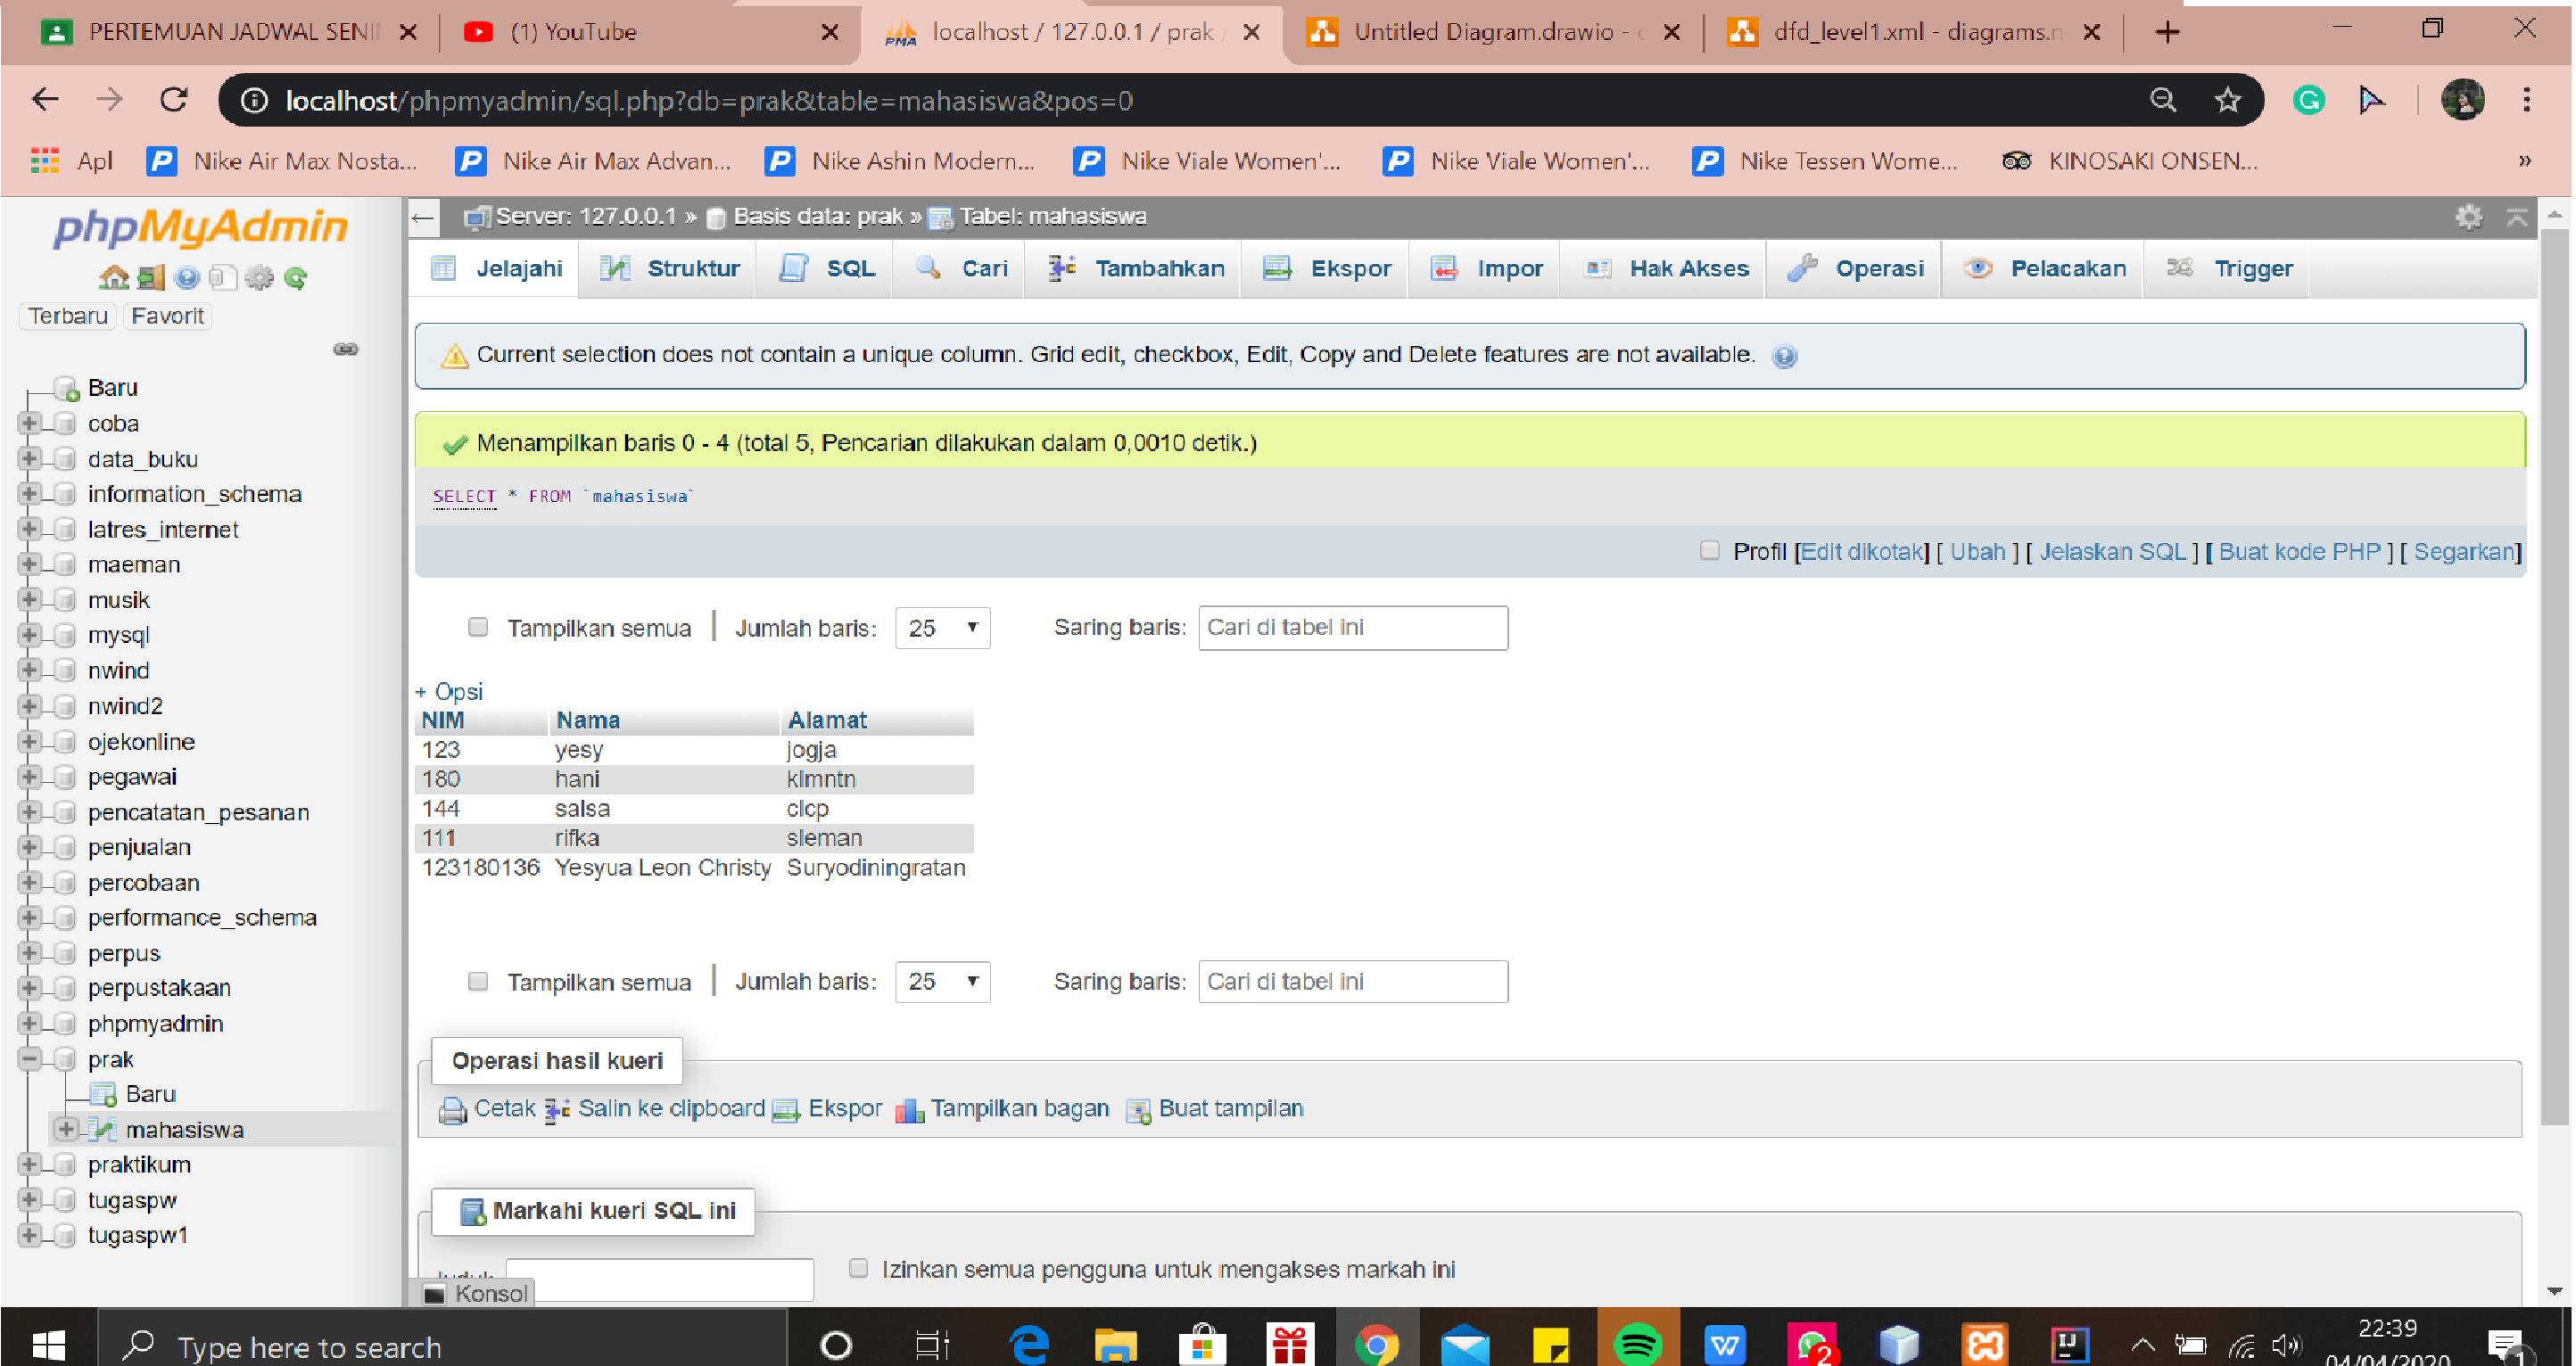 PERTEMUAN JADWAL SENI
(1) YouTube
localhost / 127.0.0.1 / prak /
Untitled Diagram.drawio - 
dfd_level1.xml - diagrams.n
localhost/phpmyadmin/sql.php?db=prak&table=mahasiswa&pos=0
Apl
Nike Air Max Nosta...
Nike Air Max Advan...
Nike Ashin Modern...
Nike Viale Women'...
Nike Viale Women'...
Nike Tessen Wome...
KINOSAKI ONSEN...
»
phpMyAdmin
Terbaru Favorit
Baru
coba
data_buku
information_schema
latres_internet
maeman
musik
mysql
nwind
nwind2
ojekonline
pegawai
pencatatan_pesanan
penjualan
percobaan
performance_schema
perpus
perpustakaan
phpmyadmin
prak
Baru
mahasiswa
praktikum
tugaspw
tugaspw1
Server: 127.0.0.1 » Basis data: prak » Tabel: mahasiswa
Jelajahi Struktur SQL Cari Tambahkan Ekspor Impor Hak Akses Operasi Pelacakan Trigger
Current selection does not contain a unique column. Grid edit, checkbox, Edit, Copy and Delete features are not available.
Menampilkan baris 0 - 4 (total 5, Pencarian dilakukan dalam 0,0010 detik.)
SELECT * FROM `mahasiswa`
Profil [Edit dikotak] [ Ubah ] [ Jelaskan SQL ] [ Buat kode PHP ] [ Segarkan]
Tampilkan semua | Jumlah baris: 25 Saring baris: Cari di tabel ini
+ Opsi
NIM Nama Alamat
123 yesy jogja
180 hani klmntn
144 salsa clcp
111 rifka sleman
123180136 Yesyua Leon Christy Suryodiningratan
Tampilkan semua | Jumlah baris: 25 Saring baris: Cari di tabel ini
Operasi hasil kueri
Cetak Salin ke clipboard Ekspor Tampilkan bagan Buat tampilan
Markahi kueri SQL ini
Izinkan semua pengguna untuk mengakses markah ini
Konsol
Type here to search
2
22:39
04/04/2020